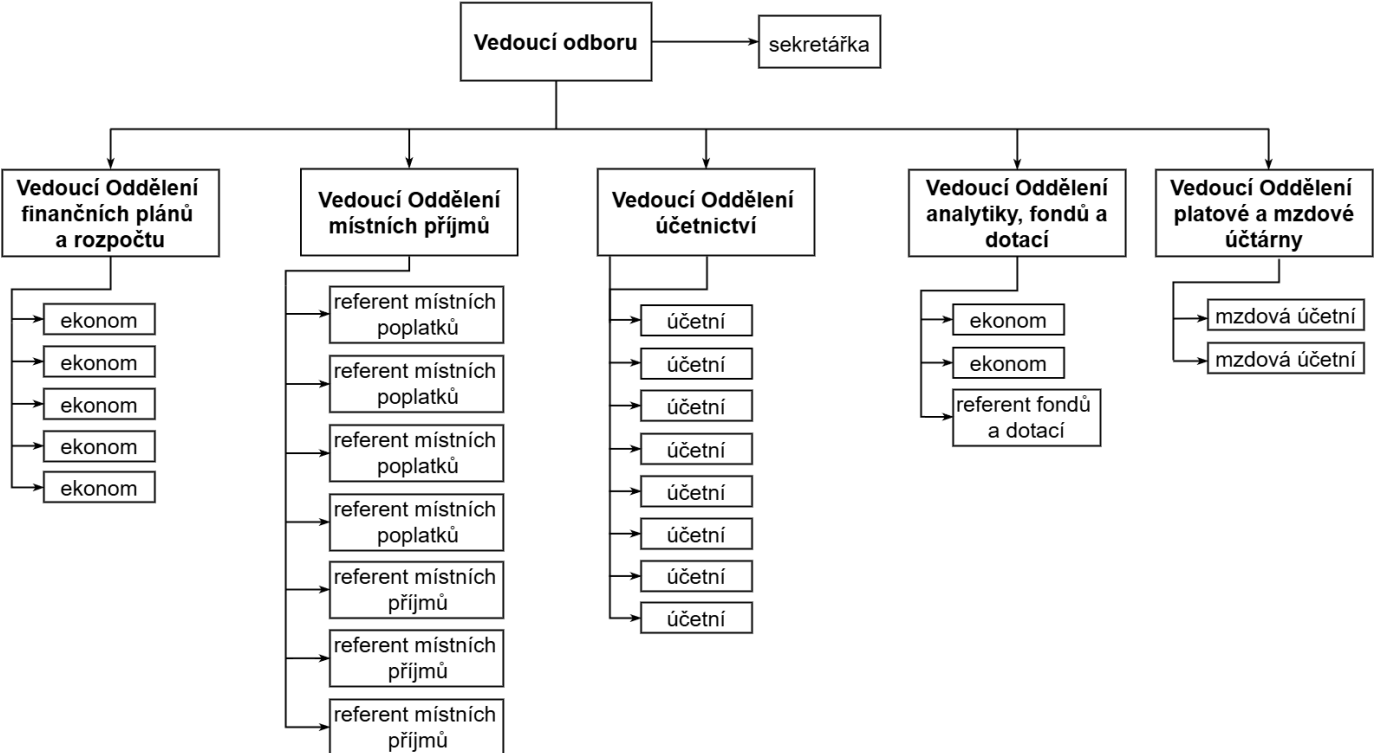 Vedoucí odboru
sekretářka
Vedoucí Oddělení
finančních plánů
a rozpočtu
ekonom
ekonom
ekonom
ekonom
ekonom
Vedoucí Oddělení
místních příjmů
referent místních
poplatků
referent místních
poplatků
referent místních
poplatků
referent místních
poplatků
referent místních
příjmů
referent místních
příjmů
referent místních
příjmů
Vedoucí Oddělení
účetnictví
účetní
účetní
účetní
účetní
účetní
účetní
účetní
účetní
Vedoucí Oddělení
analytiky, fondů a
dotací
ekonom
ekonom
referent fondů
a dotací
Vedoucí Oddělení
platové a mzdové
účtárny
mzdová účetní
mzdová účetní